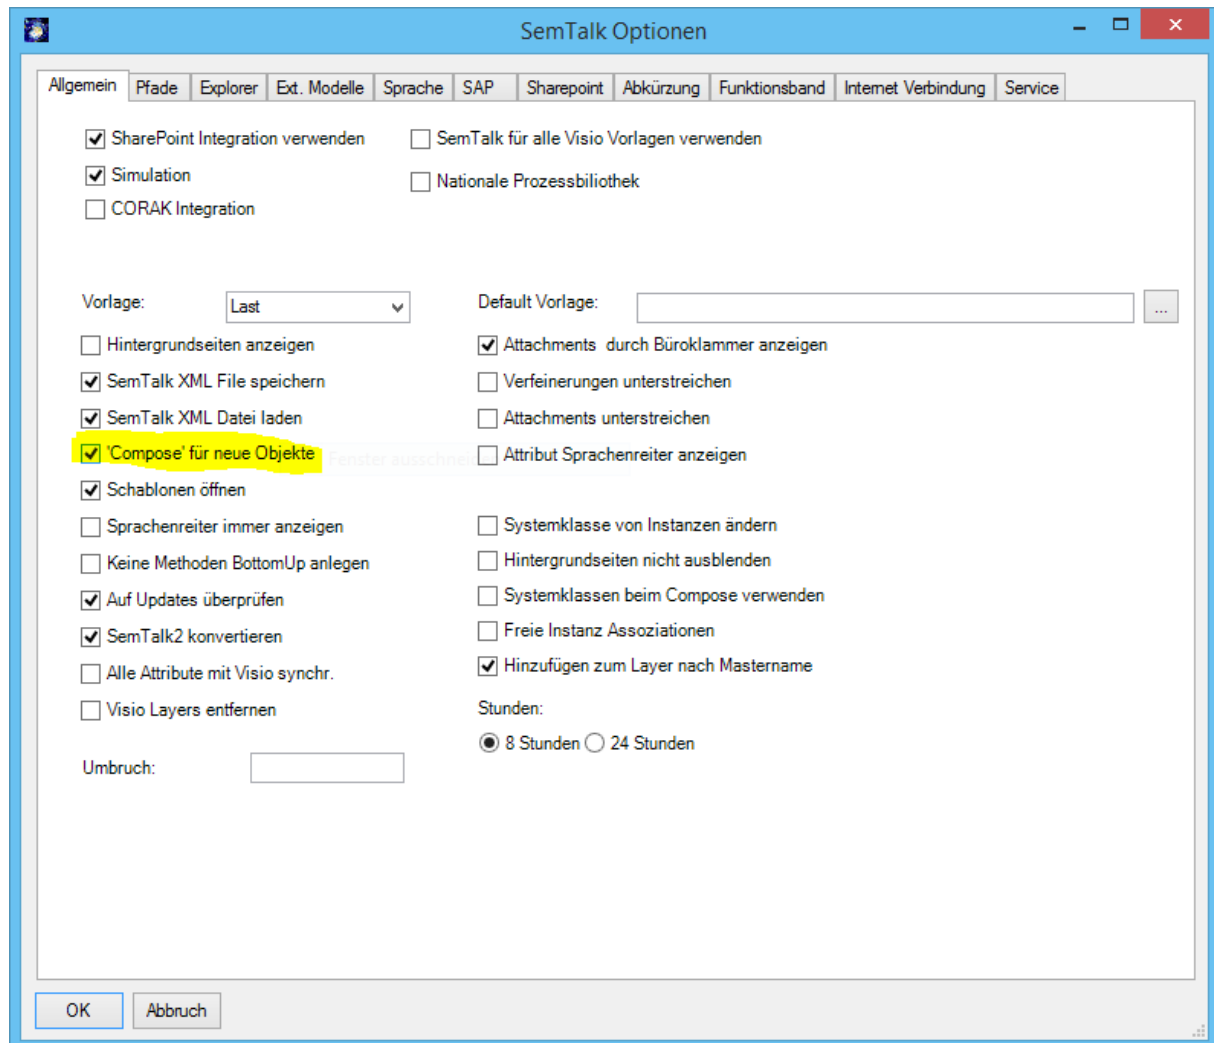 SemTalk Optionen
Allgemein Pfade Explorer Ext. Modelle Sprache SAP Sharepoint Abkürzung Funktionsband Internet Verbindung Service
SharePoint Integration verwenden SemTalk für alle Visio Vorlagen verwenden
Simulation Nationale Prozessbiliothek
CORAK Integration
Vorlage: Last Default Vorlage: ...
Hintergrundseiten anzeigen Attachments durch Büroklammer anzeigen
SemTalk XML File speichern Verfeinerungen unterstreichen
SemTalk XML Datei laden Attachments unterstreichen
'Compose' für neue Objekte Fenster ausschneiden Attribut Sprachenreiter anzeigen
Schablonen öffnen
Sprachenreiter immer anzeigen Systemklasse von Instanzen ändern
Keine Methoden BottomUp anlegen Hintergrundseiten nicht ausblenden
Auf Updates überprüfen Systemklassen beim Compose verwenden
SemTalk2 konvertieren Freie Instanz Assoziationen
Alle Attribute mit Visio synchr. Hinzufügen zum Layer nach Mastername
Visio Layers entfernen Stunden:
8 Stunden 24 Stunden
Umbruch:
OK Abbruch